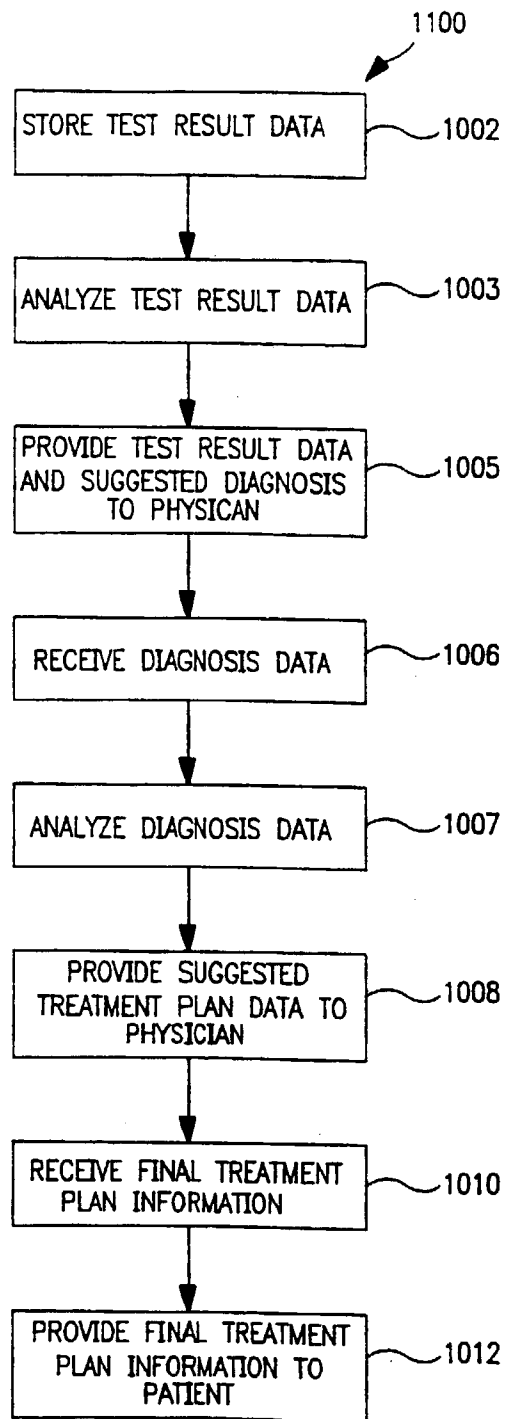 1100
STORE TEST RESULT DATA
1002
ANALYZE TEST RESULT DATA
1003
PROVIDE TEST RESULT DATA
AND SUGGESTED DIAGNOSIS
TO PHYSICAN
1005
RECEIVE DIAGNOSIS DATA
1006
ANALYZE DIAGNOSIS DATA
1007
PROVIDE SUGGESTED
TREATMENT PLAN DATA TO
PHYSICIAN
1008
RECEIVE FINAL TREATMENT
PLAN INFORMATION
1010
PROVIDE FINAL TREATMENT
PLAN INFORMATION TO
PATIENT
1012